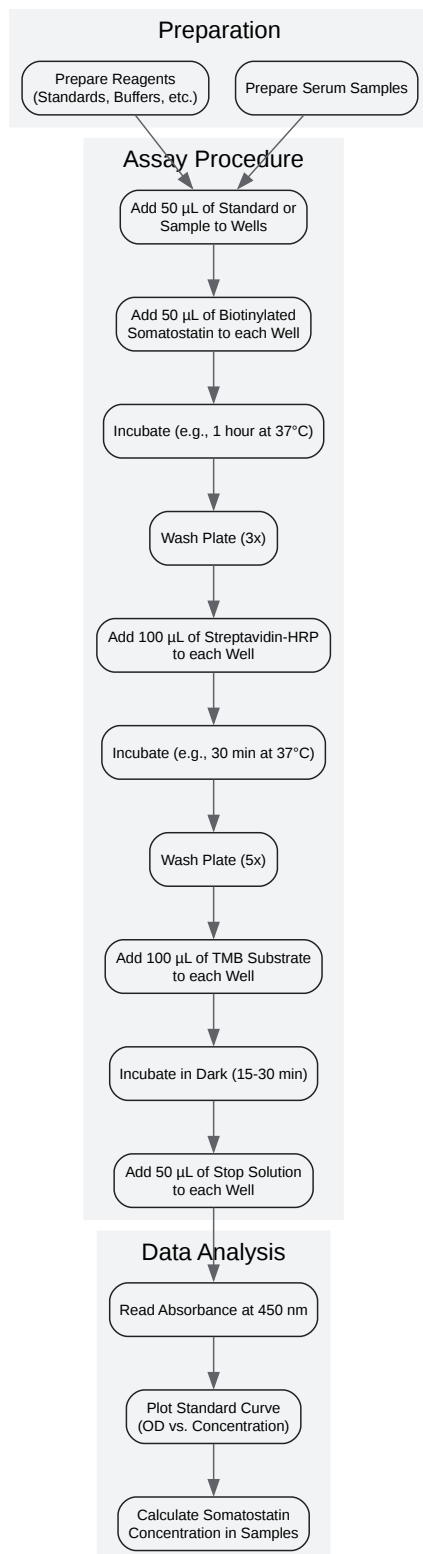 Preparation
Prepare Reagents
(Standards, Buffers, etc.)
Prepare Serum Samples
Assay Procedure
Add 50 µL of Standard or
Sample to Wells
Add 50 µL of Biotinylated
Somatostatin to each Well
Incubate (e.g., 1 hour at 37°C)
Wash Plate (3x)
Add 100 µL of Streptavidin-HRP
to each Well
Incubate (e.g., 30 min at 37°C)
Wash Plate (5x)
Add 100 µL of TMB Substrate
to each Well
Incubate in Dark (15-30 min)
Add 50 µL of Stop Solution
to each Well
Data Analysis
Read Absorbance at 450 nm
Plot Standard Curve
(OD vs. Concentration)
Calculate Somatostatin
Concentration in Samples